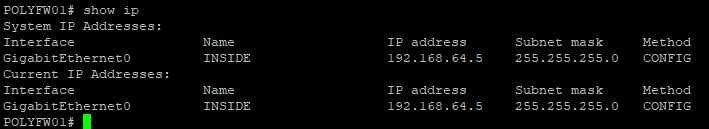 POLYFW01# show ip
System IP Addresses:
Interface Name IP address Subnet mask Method
GigabitEthernet0 INSIDE 192.168.64.5 255.255.255.0 CONFIG
Current IP Addresses:
Interface Name IP address Subnet mask Method
GigabitEthernet0 INSIDE 192.168.64.5 255.255.255.0 CONFIG
POLYFW01#